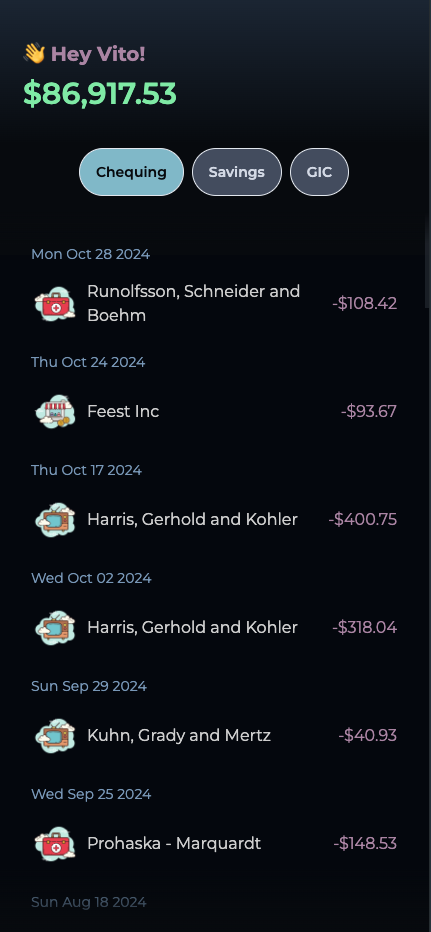 👋 Hey Vito!
$86,917.53
Chequing Savings GIC
Mon Oct 28 2024
Runolfsson, Schneider and
Boehm
-$108.42
Thu Oct 24 2024
Feest Inc -$93.67
Thu Oct 17 2024
Harris, Gerhold and Kohler -$400.75
Wed Oct 02 2024
Harris, Gerhold and Kohler -$318.04
Sun Sep 29 2024
Kuhn, Grady and Mertz -$40.93
Wed Sep 25 2024
Prohaska - Marquardt -$148.53
Sun Aug 18 2024